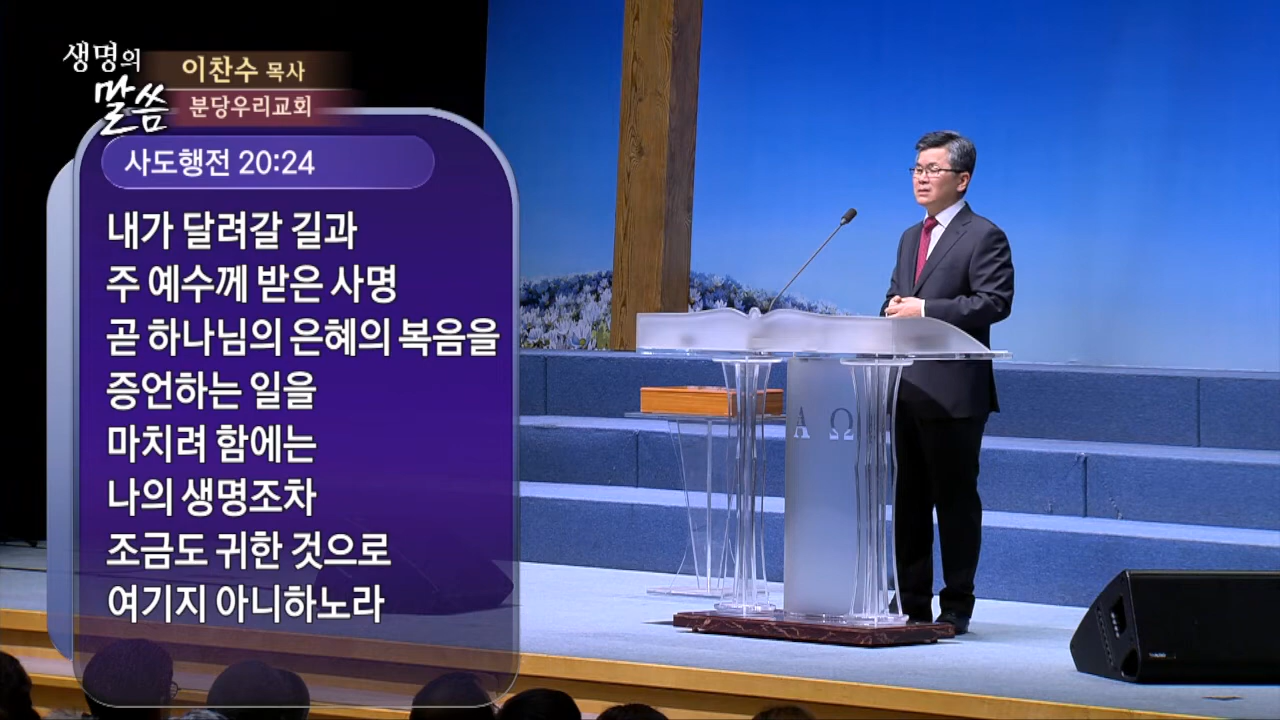 생명의
말씀
이찬수 목사
분당우리교회
사도행전 20:24
내가 달려갈 길과
주 예수께 받은 사명
곧 하나님의 은혜의 복음을
증언하는 일을
마치려 함에는
나의 생명조차
조금도 귀한 것으로
여기지 아니하노라
Α Ω